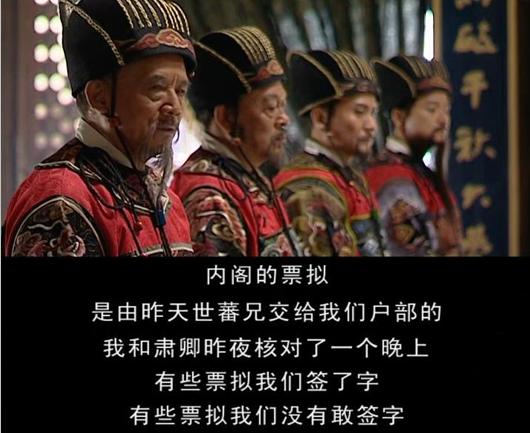 内阁的票拟
是由昨天世蕃兄交给我们户部的
我和肃卿昨夜核对了一个晚上
有些票拟我们签了字
有些票拟我们没有敢签字